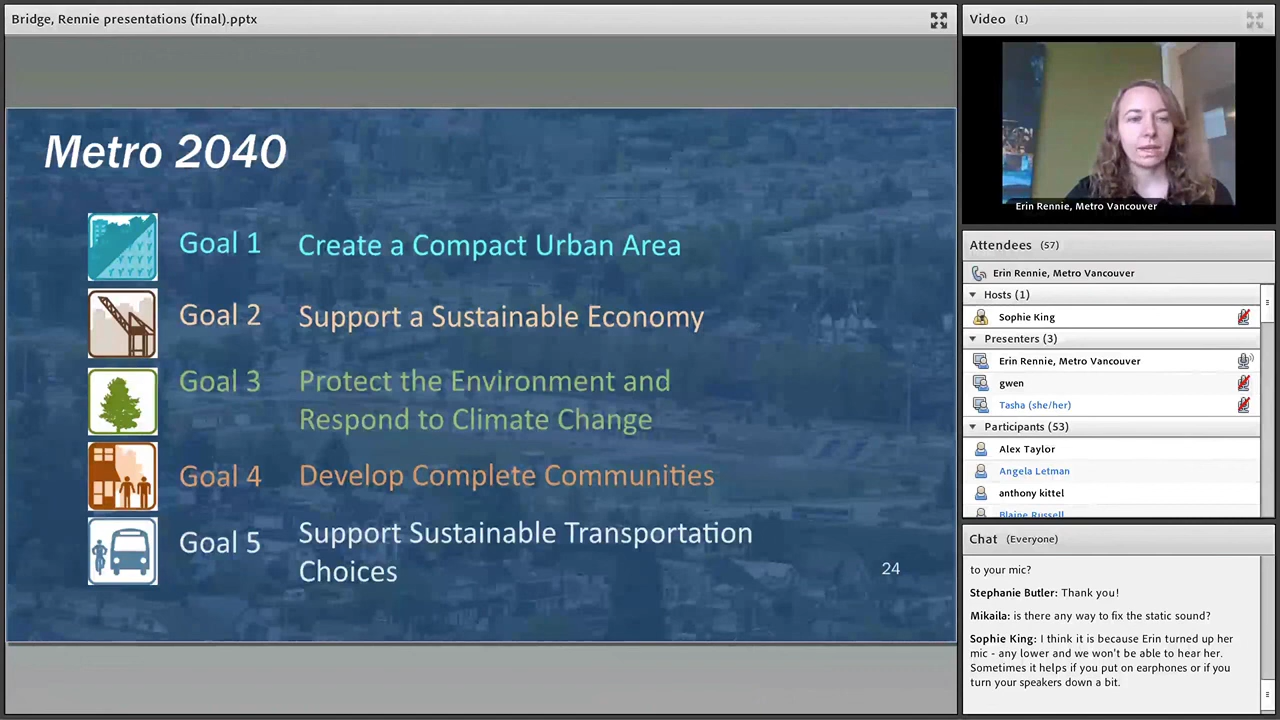 Bridge, Rennie presentations (final).pptx
Metro 2040
Goal 1 Create a Compact Urban Area
Goal 2 Support a Sustainable Economy
Goal 3 Protect the Environment and
Respond to Climate Change
Goal 4 Develop Complete Communities
Goal 5 Support Sustainable Transportation
Choices
24
Video (1)
Erin Rennie, Metro Vancouver
Attendees (57)
Erin Rennie, Metro Vancouver
Hosts (1)
Sophie King
Presenters (3)
Erin Rennie, Metro Vancouver
gwen
Tasha (she/her)
Participants (53)
Alex Taylor
Angela Letman
anthony kittel
Blaine Russell
Chat (Everyone)
to your mic?
Stephanie Butler: Thank you!
Mikaila: is there any way to fix the static sound?
Sophie King: I think it is because Erin turned up her
mic - any lower and we won't be able to hear her.
Sometimes it helps if you put on earphones or if you
turn your speakers down a bit.